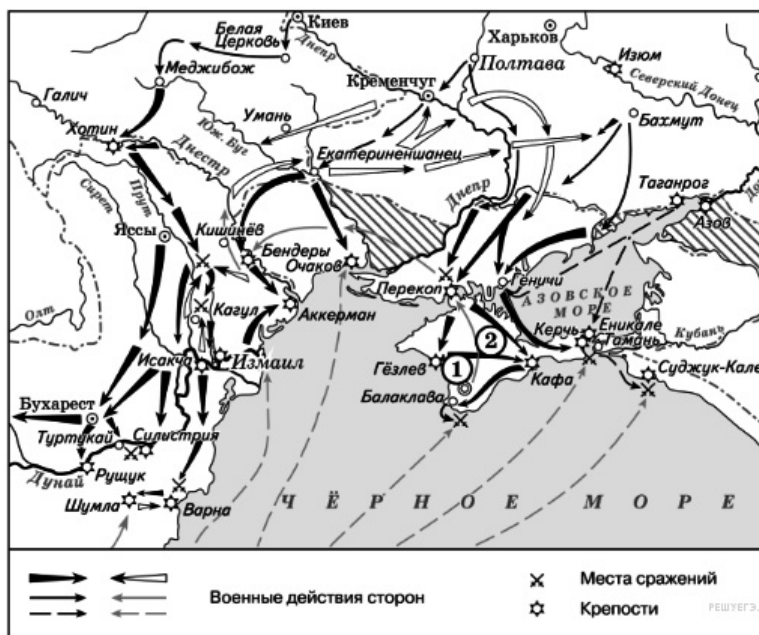 Киев
Белая
Церковь
Днепр
Харьков
Изюм
Северский Донец
Меджибож
Полтава
Кременчуг
Галич
Умань
Бахмут
Хотин
Юж. Буг
Днестр
Екатериненшанец
Днепр
Таганрог
Азов
Сирет
Прут
Кишинёв
Яссы
Бендеры
Очаков
Перекоп
Геничи
АЗОВСКОЕ
МОРЕ
Олт
Кагул
Аккерман
Керчь
Еникале
Тамань
Кубань
Исакча
Измаил
Гёзлев
1
2
Кафа
Суджук-Кале
Балаклава
Бухарест
Туртукай
Силистрия
Дунай
Рущук
Шумла
Варна
ЧЁРНОЕ МОРЕ
Военные действия сторон
Места сражений
Крепости
РЕШУЕГЭ.